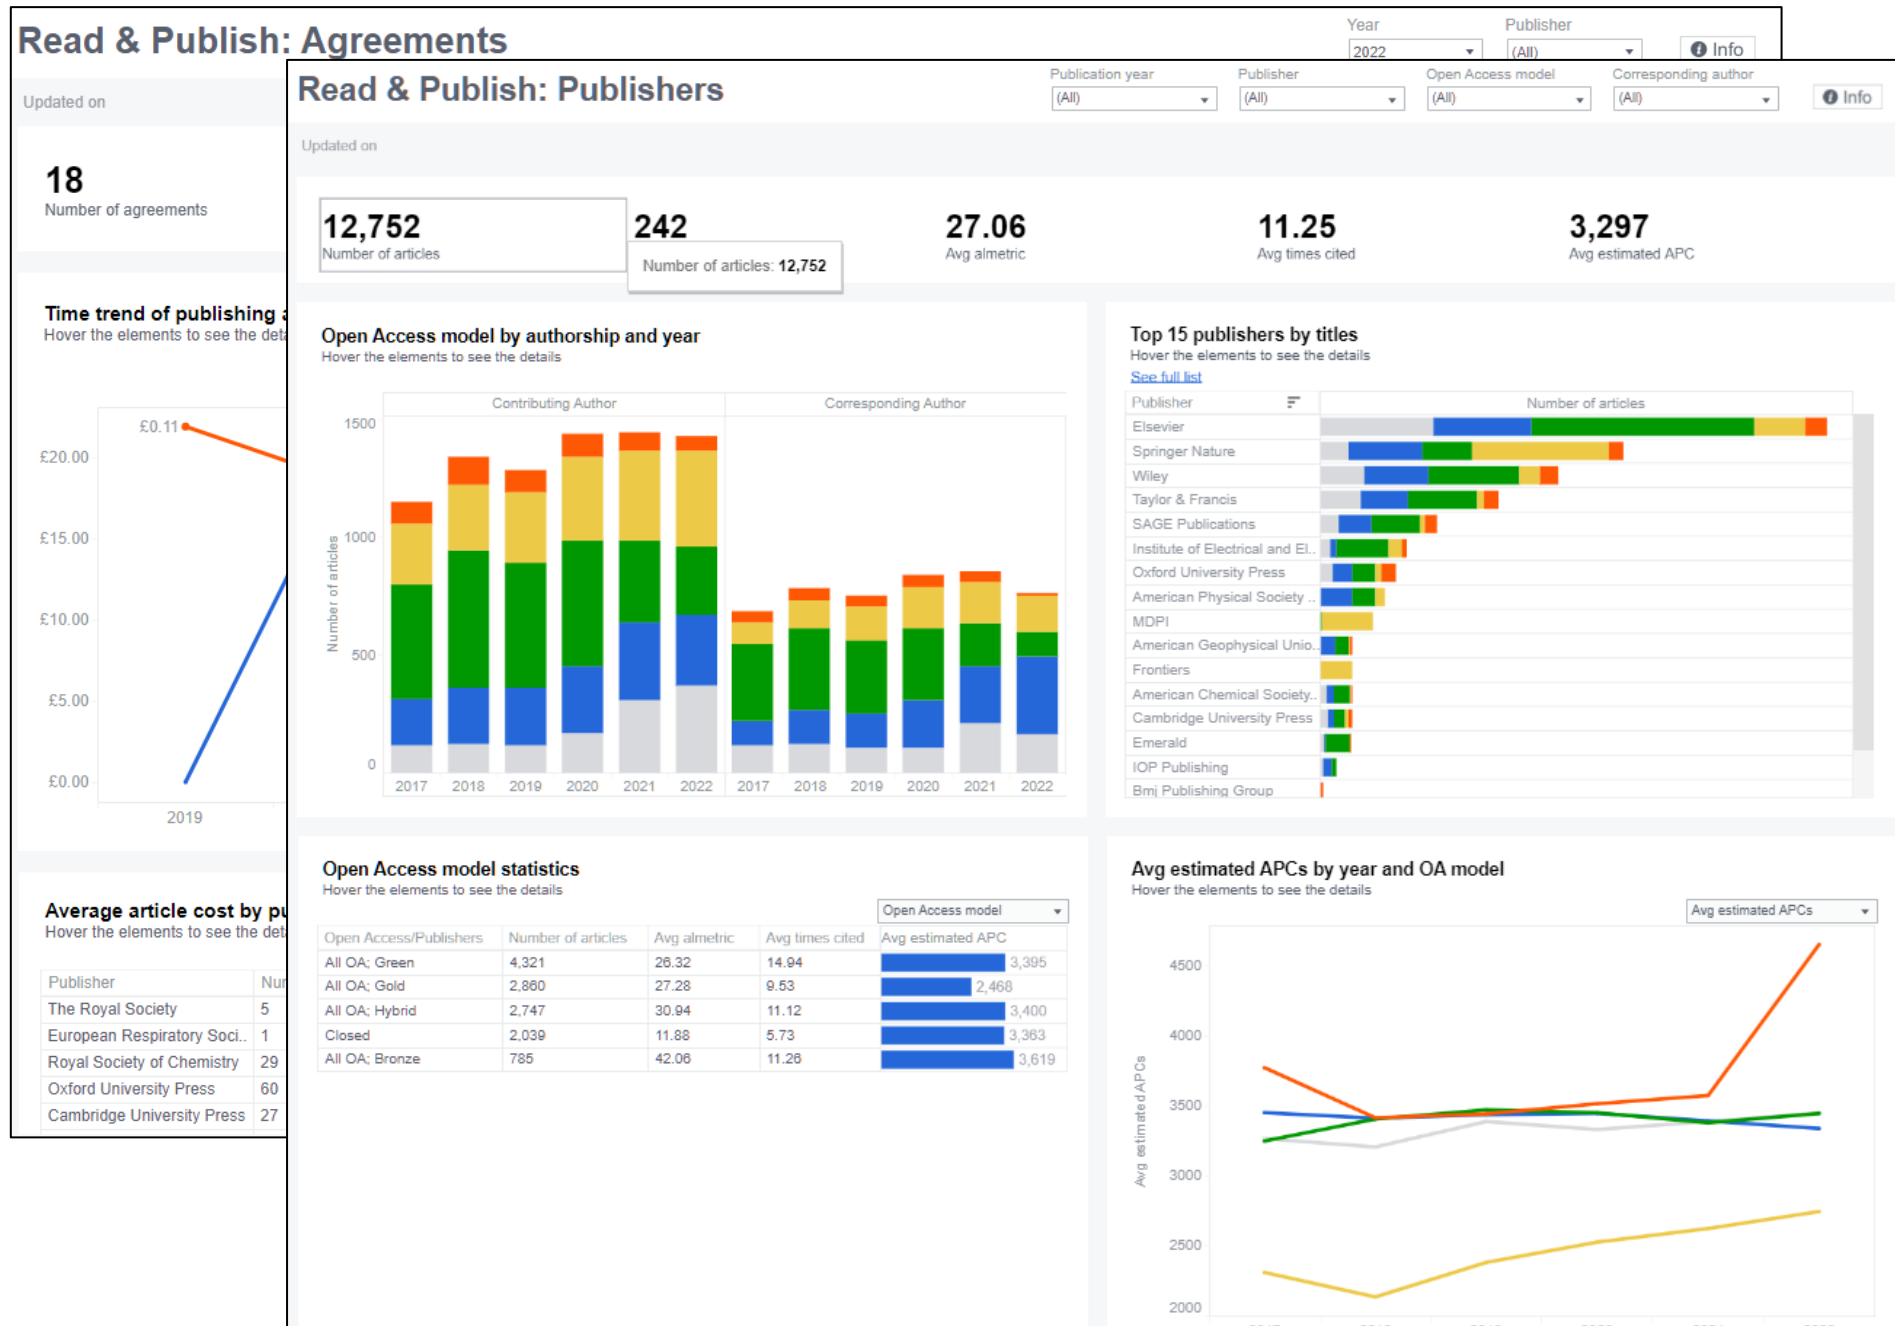 Read & Publish: Agreements
Year
Publisher
2022
(All)
Info
Updated on
18
Number of agreements
Time trend of publishing
Hover the elements to see the
£0.11
£20.00
£15.00
£10.00
£5.00
£0.00
2019
Average article cost by
Hover the elements to see the
Publisher
The Royal Society 5
European Respiratory Soci.. 1
Royal Society of Chemistry 29
Oxford University Press 60
Cambridge University Press 27
Read & Publish: Publishers
Publication year
Publisher
Open Access model
Corresponding author
(All)
(All)
(All)
(All)
Info
Updated on
12,752
Number of articles
242
Number of articles: 12,752
27.06
Avg almetric
11.25
Avg times cited
3,297
Avg estimated APC
Open Access model by authorship and year
Hover the elements to see the details
Contributing Author
Corresponding Author
Number of articles
1500
1000
500
0
2017 2018 2019 2020 2021 2022 2017 2018 2019 2020 2021 2022
Top 15 publishers by titles
Hover the elements to see the details
See full list
Publisher
Number of articles
Elsevier
Springer Nature
Wiley
Taylor & Francis
SAGE Publications
Institute of Electrical and El..
Oxford University Press
American Physical Society ..
MDPI
American Geophysical Unio..
Frontiers
American Chemical Society..
Cambridge University Press
Emerald
IOP Publishing
Bmj Publishing Group
Open Access model statistics
Hover the elements to see the details
Open Access model
Open Access/Publishers Number of articles Avg almetric Avg times cited Avg estimated APC
All OA; Green 4,321 26.32 14.94 3,395
All OA; Gold 2,860 27.28 9.53 2,468
All OA; Hybrid 2,747 30.94 11.12 3,400
Closed 2,039 11.88 5.73 3,363
All OA; Bronze 785 42.06 11.26 3,619
Avg estimated APCs by year and OA model
Hover the elements to see the details
Avg estimated APCs
Avg estimated APCs
4500
4000
3500
3000
2500
2000